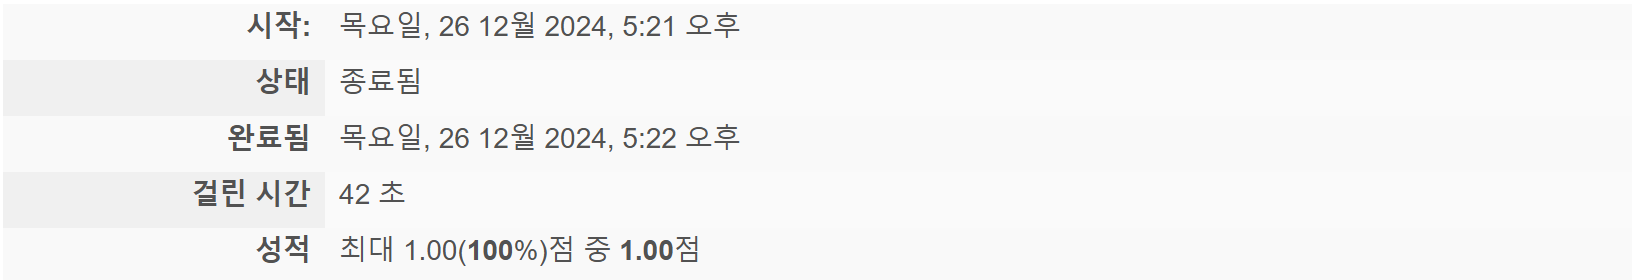 시작: 목요일, 26 12월 2024, 5:21 오후
상태 종료됨
완료됨 목요일, 26 12월 2024, 5:22 오후
걸린 시간 42 초
성적 최대 1.00(100%)점 중 1.00점